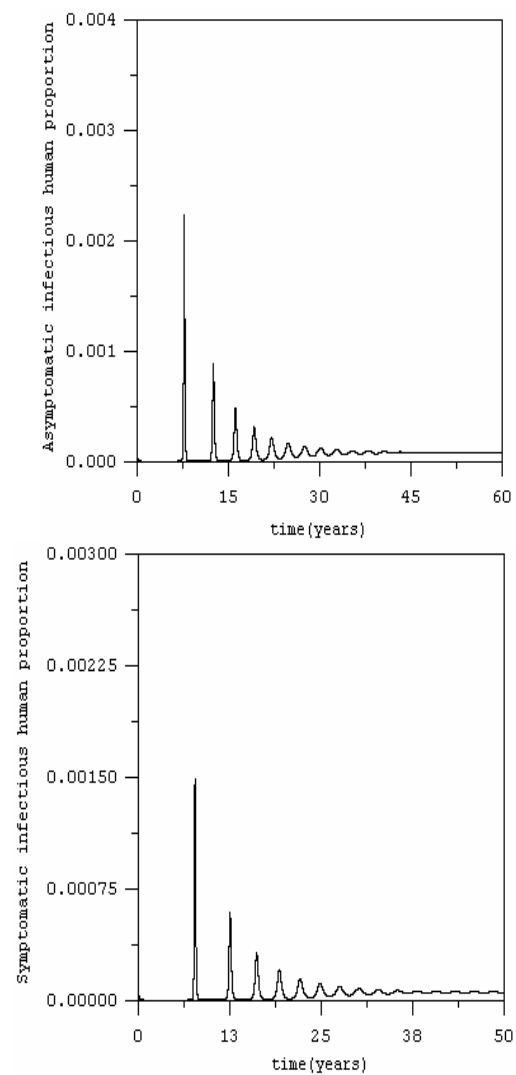 Asymptomatic infectious human proportion
0.004
0.003
0.002
0.001
0.000
0 15 30 45 60
time(years)
Symptomatic infectious human proportion
0.00300
0.00225
0.00150
0.00075
0.00000
0 13 25 38 50
time(years)